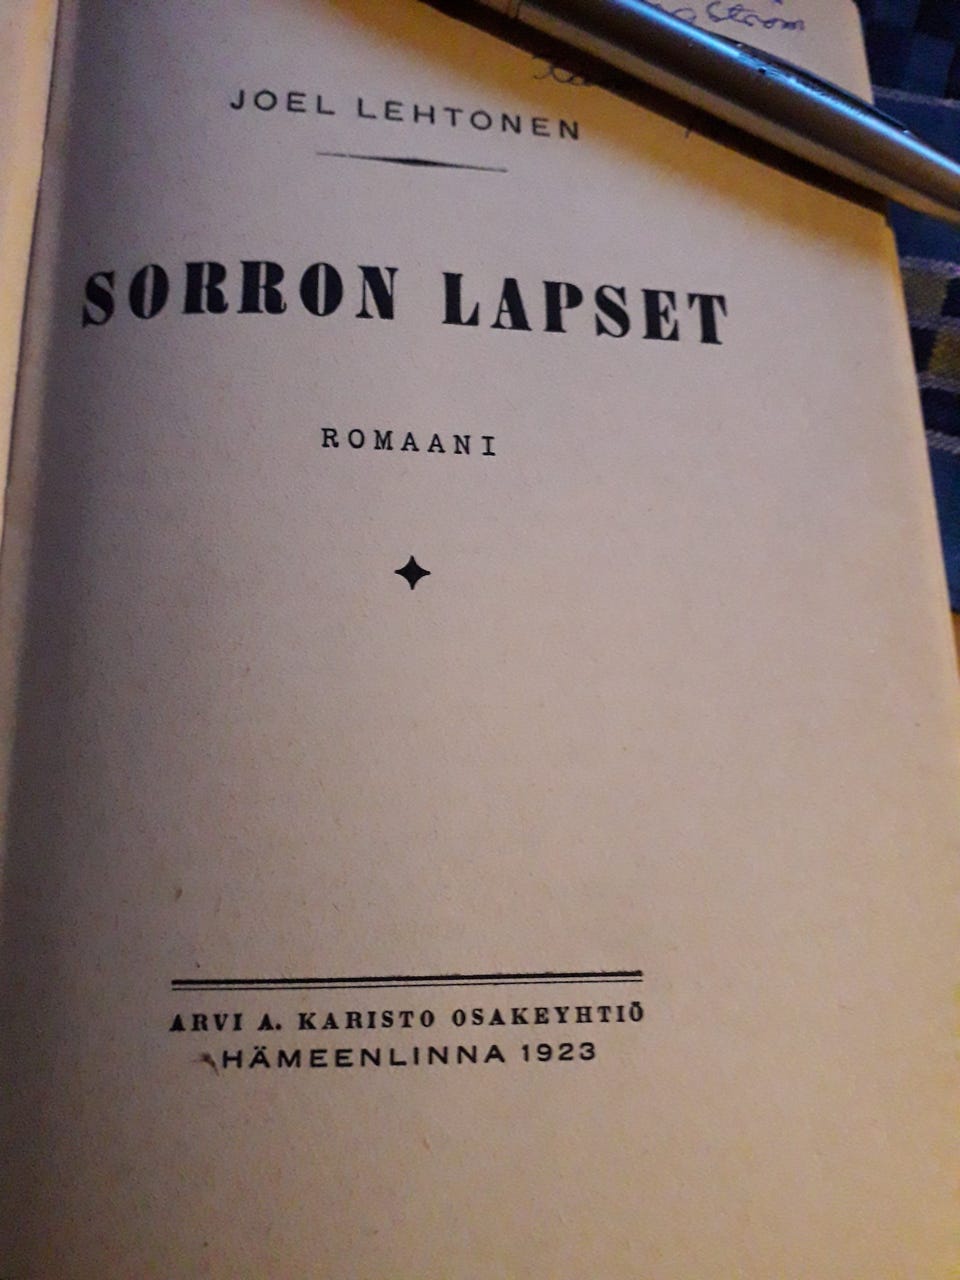 JOEL LEHTONEN
SORRON LAPSET
ROMAANI
ARVI A. KARISTO OSAKEYHTIÖ
HÄMEENLINNA 1923